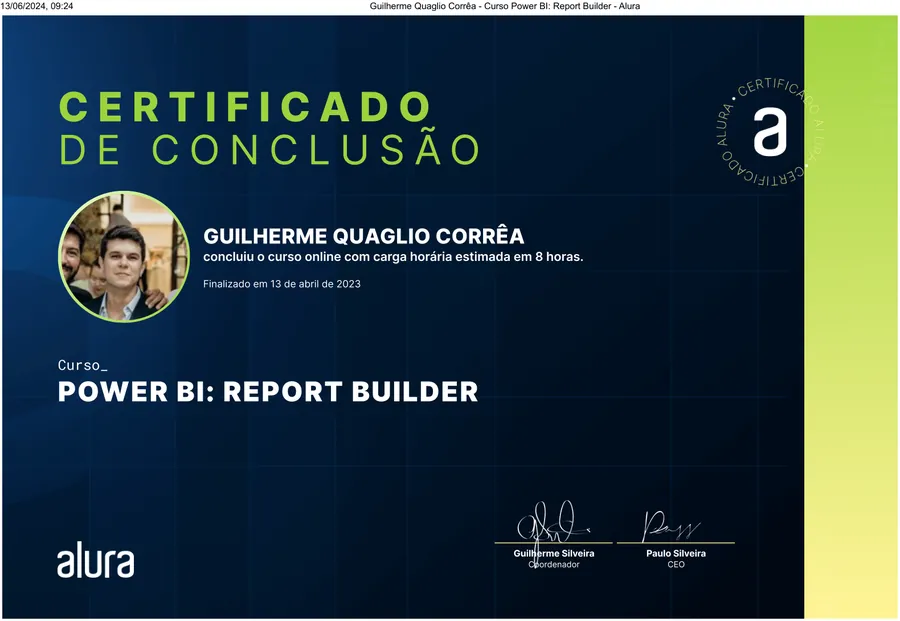 13/06/2024, 09:24
Guilherme Quaglio Corrêa - Curso Power BI: Report Builder - Alura
CERTIFICADO
DE CONCLUSÃO
CERTIFICADO ALURA • CERTIFICADO ALURA •
a
GUILHERME QUAGLIO CORRÊA
concluiu o curso online com carga horária estimada em 8 horas.
Finalizado em 13 de abril de 2023
Curso_
POWER BI: REPORT BUILDER
alura
Guilherme Silveira
Coordenador
Paulo Silveira
CEO